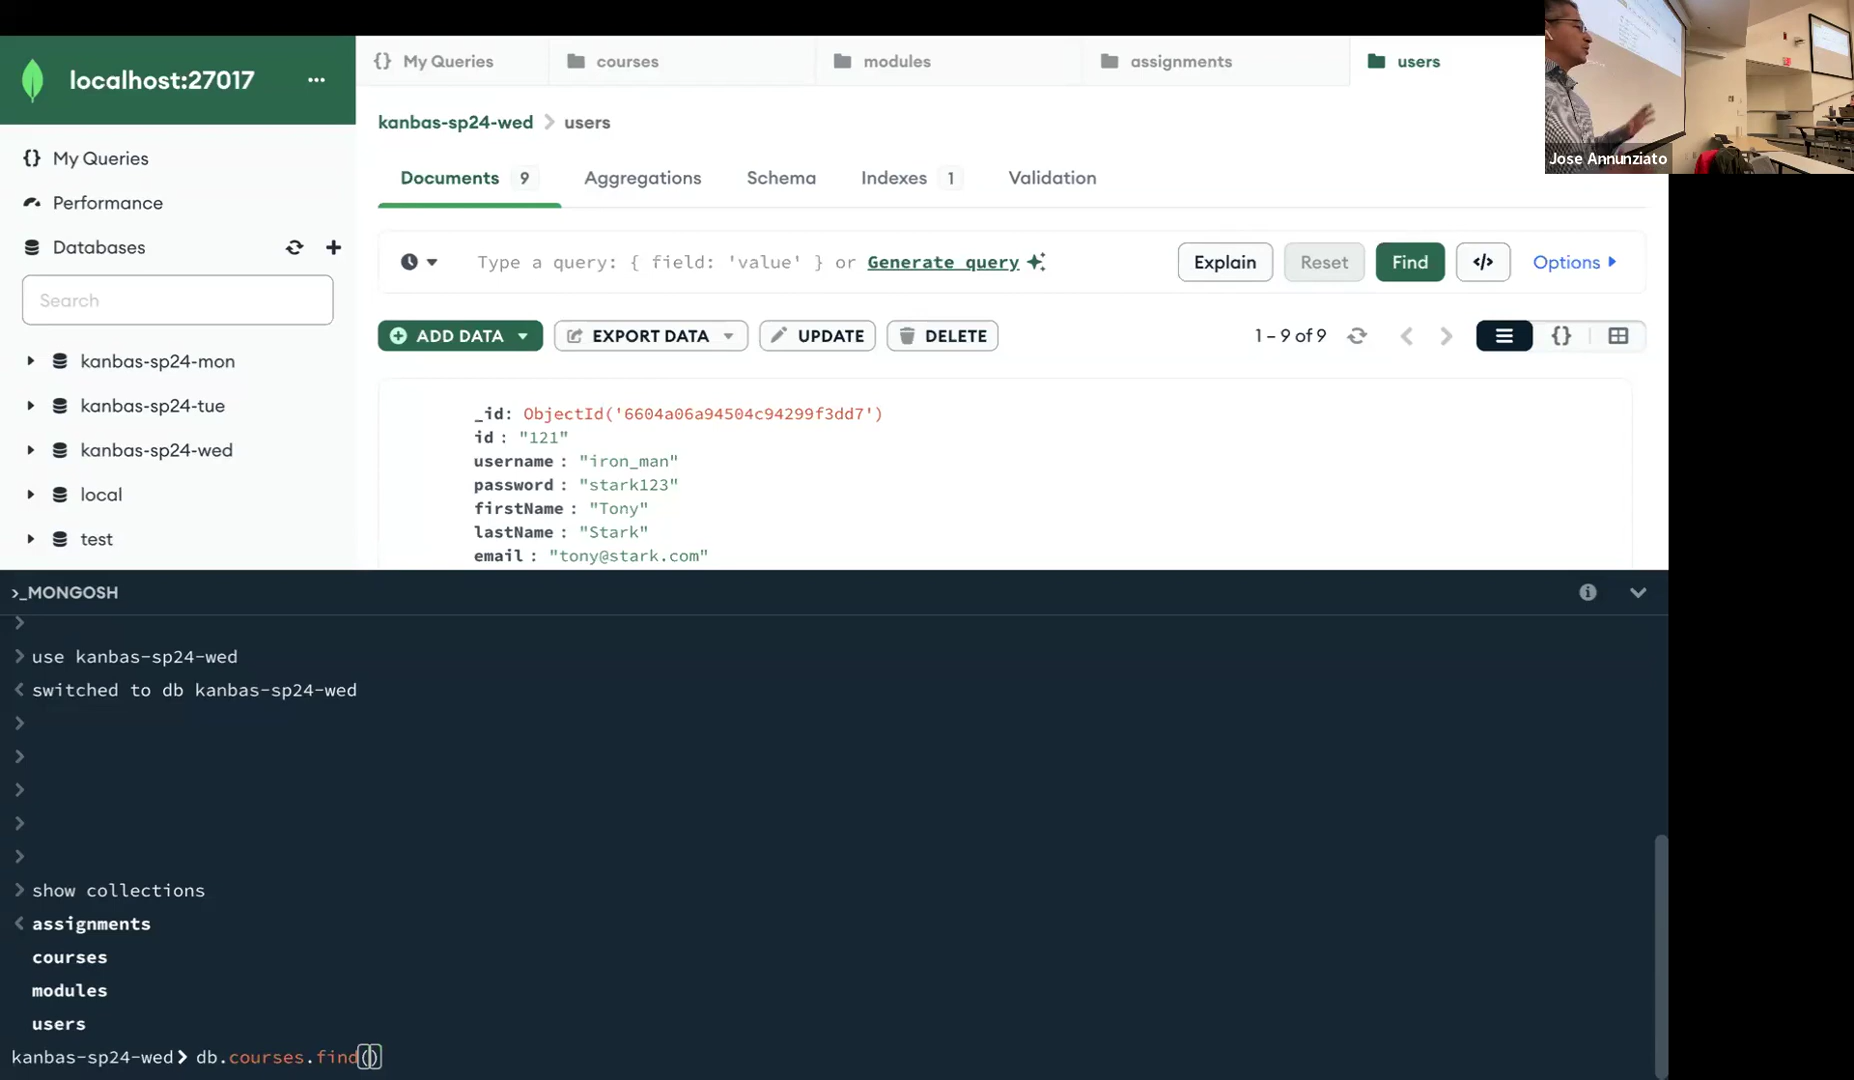 localhost:27017 ...
My Queries
Performance
Databases
Search
kanbas-sp24-mon
kanbas-sp24-tue
kanbas-sp24-wed
local
test
{} My Queries
courses
modules
assignments
users
kanbas-sp24-wed > users
Documents 9
Aggregations
Schema
Indexes 1
Validation
Type a query: { field: 'value' } or Generate query
Explain
Reset
Find
</>
Options
ADD DATA
EXPORT DATA
UPDATE
DELETE
1 – 9 of 9
{}
_id: ObjectId('6604a06a94504c94299f3dd7')
id : "121"
username : "iron_man"
password : "stark123"
firstName : "Tony"
lastName : "Stark"
email : "tony@stark.com"
Jose Annunziato
>_MONGOSH
>
> use kanbas-sp24-wed
< switched to db kanbas-sp24-wed
>
>
>
>
>
> show collections
< assignments
courses
modules
users
kanbas-sp24-wed> db.courses.find()